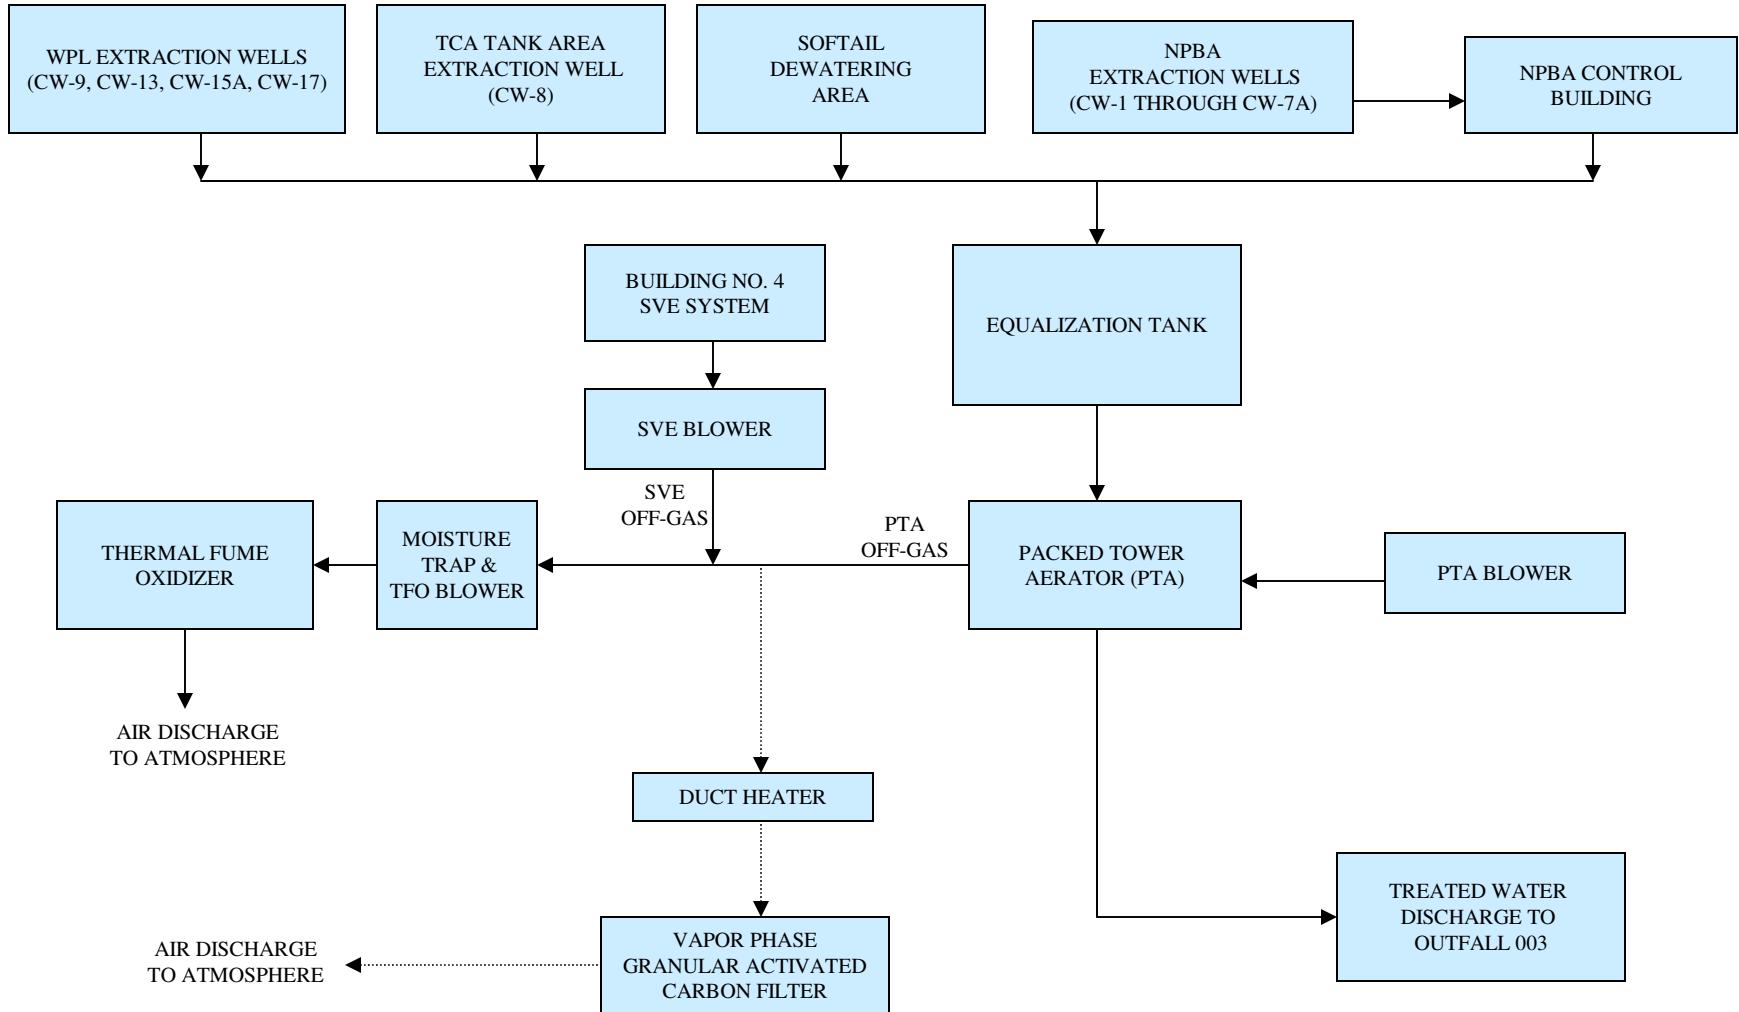 WPL EXTRACTION WELLS
(CW-9, CW-13, CW-15A, CW-17)
TCA TANK AREA
EXTRACTION WELL
(CW-8)
SOFTAIL
DEWATERING
AREA
NPBA
EXTRACTION WELLS
(CW-1 THROUGH CW-7A)
NPBA CONTROL
BUILDING
BUILDING NO. 4
SVE SYSTEM
EQUALIZATION TANK
SVE BLOWER
SVE
OFF-GAS
PTA
OFF-GAS
THERMAL FUME
OXIDIZER
MOISTURE
TRAP &
TFO BLOWER
PACKED TOWER
AERATOR (PTA)
PTA BLOWER
AIR DISCHARGE
TO ATMOSPHERE
DUCT HEATER
TREATED WATER
DISCHARGE TO
OUTFALL 003
AIR DISCHARGE
TO ATMOSPHERE
VAPOR PHASE
GRANULAR ACTIVATED
CARBON FILTER